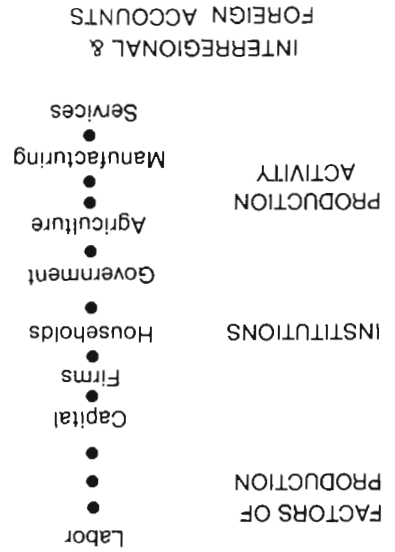 FACTORS OF
PRODUCTION
Labor
•
•
•
Capital
•
INSTITUTIONS
Firms
•
Households
•
Government
•
PRODUCTION
ACTIVITY
Agriculture
•
•
Manufacturing
•
Services
INTERREGIONAL &
FOREIGN ACCOUNTS